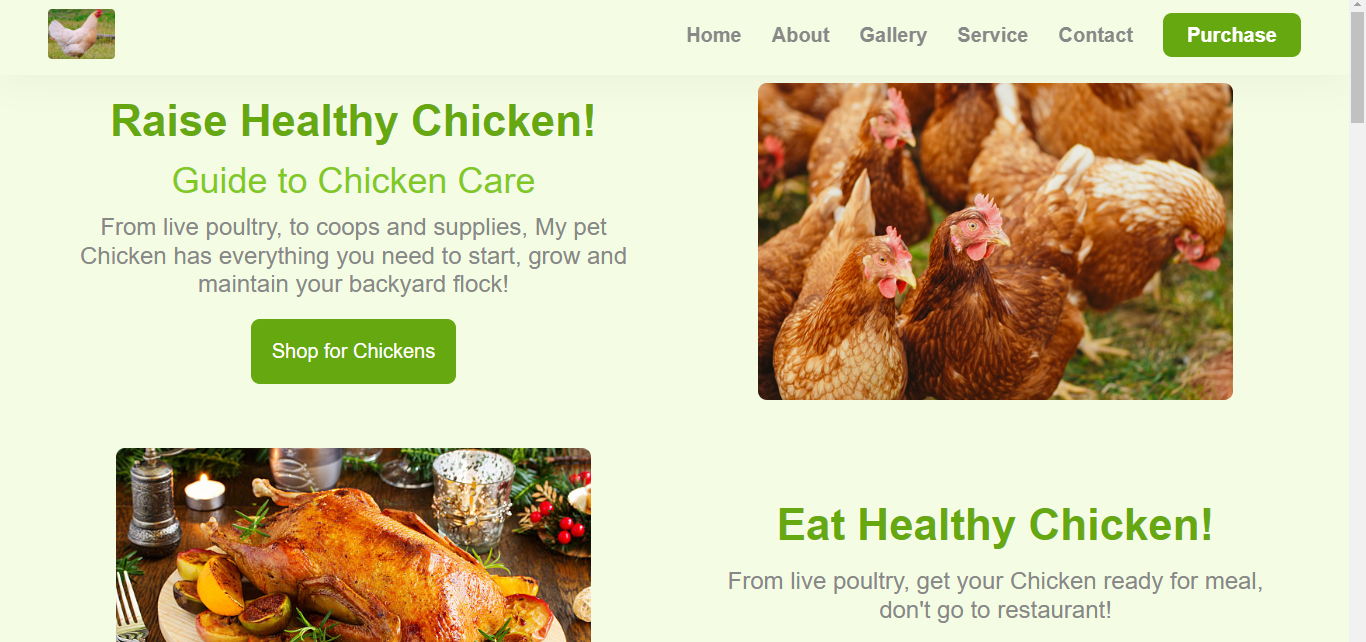 Home About Gallery Service Contact Purchase
Raise Healthy Chicken!
Guide to Chicken Care
From live poultry, to coops and supplies, My pet
Chicken has everything you need to start, grow and
maintain your backyard flock!
Shop for Chickens
Eat Healthy Chicken!
From live poultry, get your Chicken ready for meal,
don't go to restaurant!